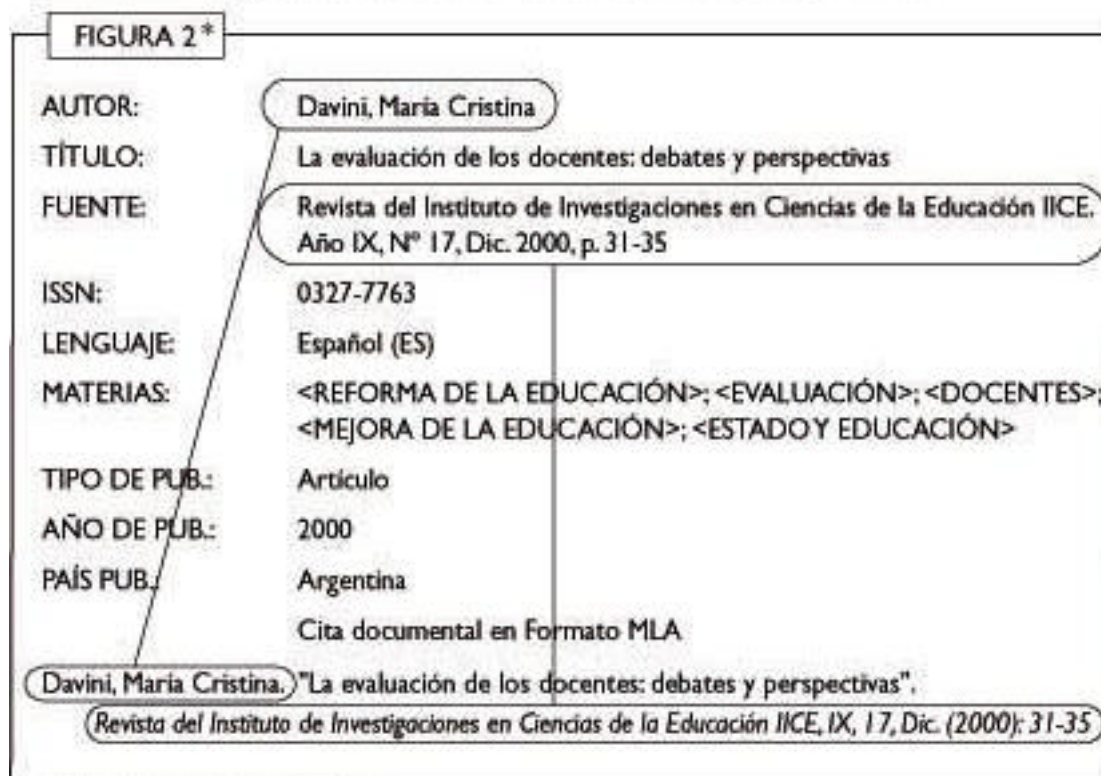 FIGURA 2*
AUTOR: Davini, María Cristina
TÍTULO: La evaluación de los docentes: debates y perspectivas
FUENTE: Revista del Instituto de Investigaciones en Ciencias de la Educación IICE.
Año IX, Nº 17, Dic. 2000, p. 31-35
ISSN: 0327-7763
LENGUAJE: Español (ES)
MATERIAS: <REFORMA DE LA EDUCACIÓN>; <EVALUACIÓN>; <DOCENTES>;
<MEJORA DE LA EDUCACIÓN>; <ESTADO Y EDUCACIÓN>
TIPO DE PUB.: Artículo
AÑO DE PUB.: 2000
PAÍS PUB.: Argentina
Cita documental en Formato MLA
Davini, María Cristina. "La evaluación de los docentes: debates y perspectivas".
Revista del Instituto de Investigaciones en Ciencias de la Educación IICE, IX, 17, Dic. (2000): 31-35